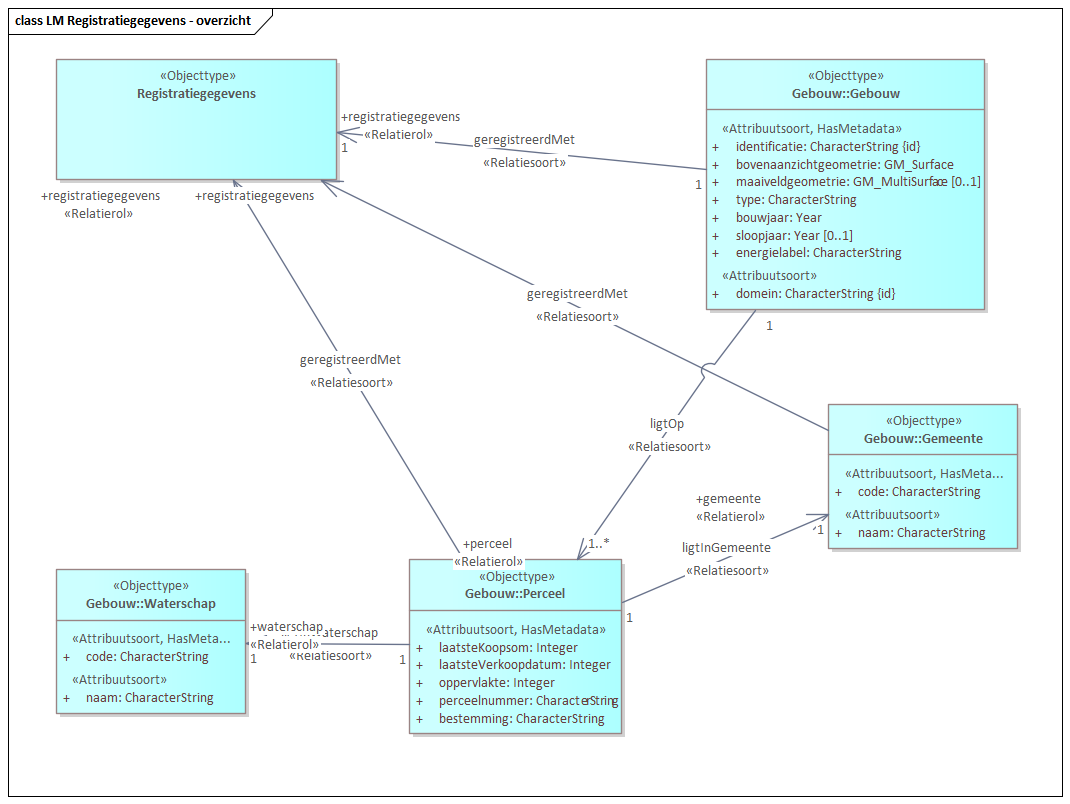 class LM Registratiegegevens - overzicht
«Objecttype»
Registratiegegevens
«Objecttype»
Gebouw::Gebouw
«Attribuutsoort, HasMetadata»
+ identificatie: CharacterString {id}
+ bovenaanzichtgeometrie: GM_Surface
+ maaiveldgeometrie: GM_MultiSurface [0..1]
+ type: CharacterString
+ bouwjaar: Year
+ sloopjaar: Year [0..1]
+ energielabel: CharacterString
«Attribuutsoort»
+ domein: CharacterString {id}
+registratiegegevens
«Relatierol»
1
geregistreerdMet
«Relatiesoort»
1
+registratiegegevens
«Relatierol»
+registratiegegevens
geregistreerdMet
«Relatiesoort»
1
geregistreerdMet
«Relatiesoort»
ligtOp
«Relatiesoort»
«Objecttype»
Gebouw::Gemeente
«Attribuutsoort, HasMeta...
+ code: CharacterString
«Attribuutsoort»
+ naam: CharacterString
+gemeente
«Relatierol»
1
ligtInGemeente
«Relatiesoort»
1
+perceel
«Relatierol»
1..*
«Objecttype»
Gebouw::Perceel
«Attribuutsoort, HasMetadata»
+ laatsteKoopsom: Integer
+ laatsteVerkoopdatum: Integer
+ oppervlakte: Integer
+ perceelnummer: CharacterString
+ bestemming: CharacterString
«Objecttype»
Gebouw::Waterschap
«Attribuutsoort, HasMeta...
+ code: CharacterString
«Attribuutsoort»
+ naam: CharacterString
+waterschap
«Relatierol»
1
«Relatiesoort»
1